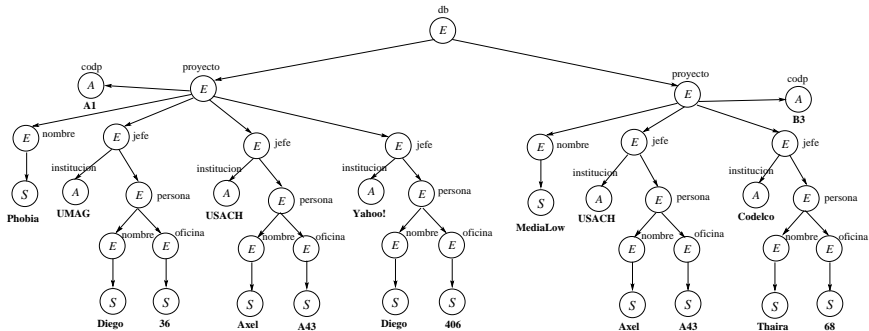 db
E
proyecto
proyecto
codp
codp
A
E
E
A
A1
B3
E nombre
E jefe
E jefe
E jefe
E nombre
E jefe
E jefe
institucion
institucion
institucion
institucion
institucion
S
A
E persona
A
E persona
A
E persona
S
A
E persona
A
E persona
Phobia
UMAG
USACH
Yahoo!
MediaLow
USACH
Codelco
nombre
oficina
nombre
oficina
nombre
oficina
nombre
oficina
nombre
oficina
E
E
E
E
E
E
E
E
E
E
S
S
S
S
S
S
S
S
S
S
Diego
36
Axel
A43
Diego
406
Axel
A43
Thaira
68